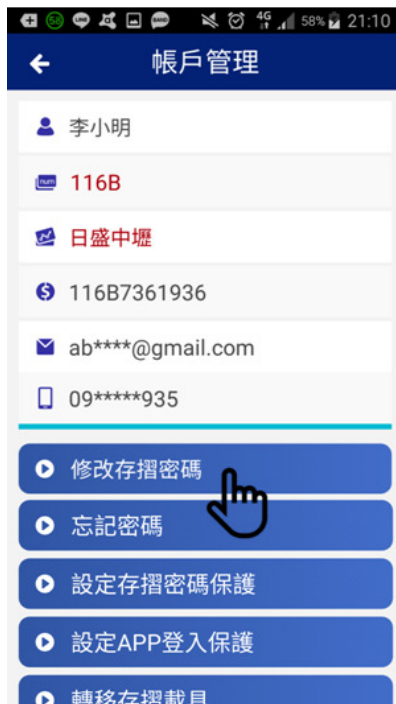 58 4G 58% 21:10
帳戶管理
李小明
num 116B
日盛中壢
116B7361936
ab****@gmail.com
09*****935
修改存摺密碼
忘記密碼
設定存摺密碼保護
設定APP登入保護
轉移存摺載具